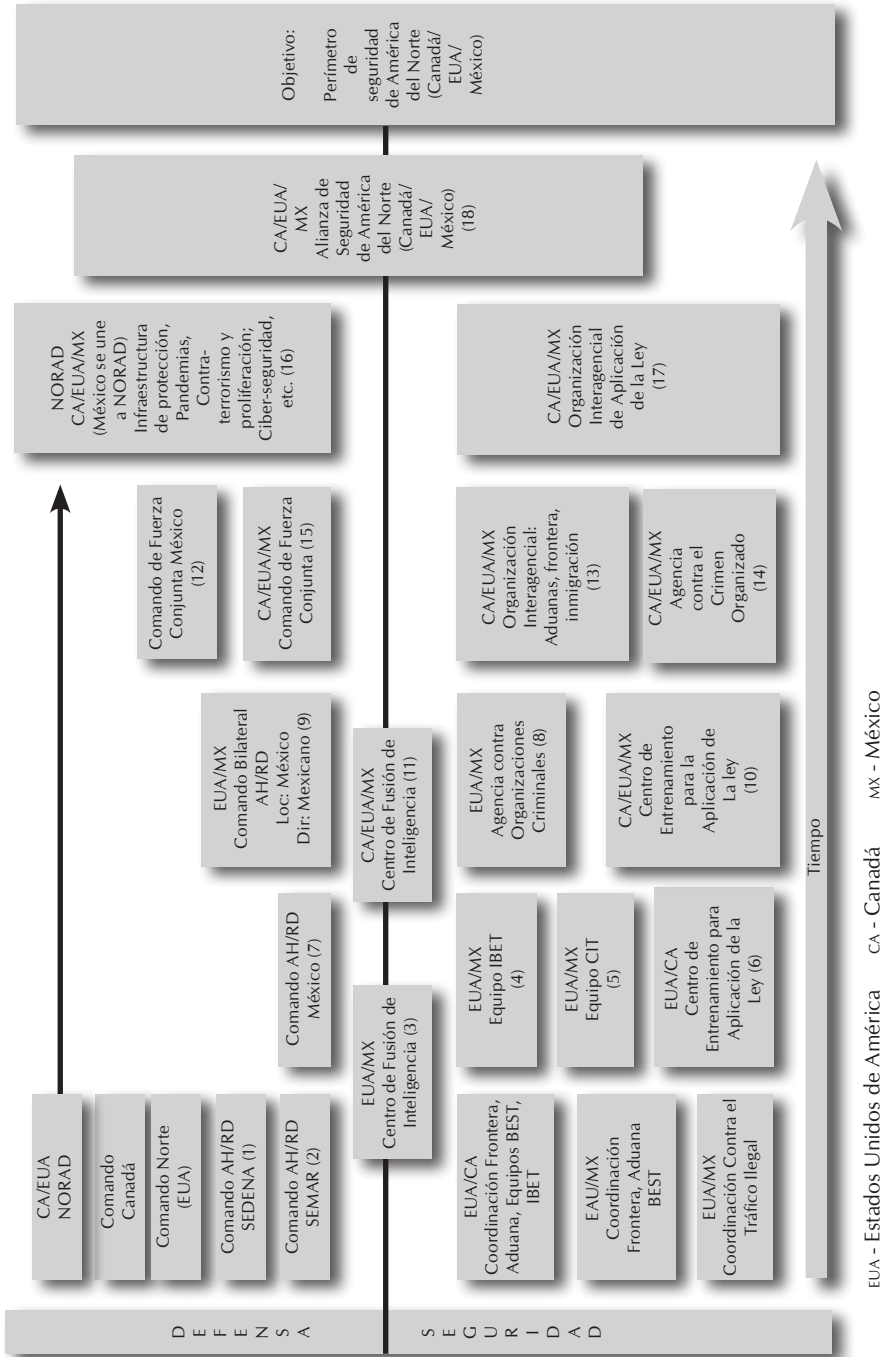 DEFENSA
SEGURIDAD
CA/EUA
NORAD
Comando
Canadá
Comando Norte
(EUA)
Comando AH/RD
SEDENA (1)
Comando AH/RD
SEMAR (2)
EUA/CA
Coordinación Frontera,
Aduana, Equipos BEST,
IBET
EAU/MX
Coordinación
Frontera, Aduana
BEST
EUA/MX
Coordinación Contra el
Tráfico Ilegal
Comando AH/RD
México (7)
EUA/MX
Centro de Fusión de
Inteligencia (3)
EUA/MX
Equipo IBET
(4)
EUA/MX
Equipo CIT
(5)
EUA/CA
Centro de
Entrenamiento para
Aplicación de la
Ley (6)
EUA/MX
Comando Bilateral
AH/RD
Loc: México
Dir: Mexicano (9)
CA/EUA/MX
Centro de Fusión de
Inteligencia (11)
EUA/MX
Agencia contra
Organizaciones
Criminales (8)
CA/EUA/MX
Centro de
Entrenamiento
para la
Aplicación de
La ley
(10)
Comando de Fuerza
Conjunta México
(12)
CA/EUA/MX
Comando de Fuerza
Conjunta (15)
CA/EUA/MX
Organización
Interagencial:
Aduanas, frontera,
inmigración
(13)
CA/EUA/MX
Agencia
contra el
Crimen
Organizado
(14)
NORAD
CA/EUA/MX
(México se une
a NORAD)
Infraestructura
de protección,
Pandemias,
Contra-
terrorismo y
proliferación;
Ciber-seguridad,
etc. (16)
CA/EUA/MX
Organización
Interagencial
de Aplicación
de la Ley
(17)
CA/EUA/
MX
Alianza de
Seguridad
de América
del Norte
(Canadá/
EUA/
México)
(18)
Objetivo:
Perímetro
de
seguridad
de América
del Norte
(Canadá/
EUA/
México)
Tiempo
EUA - Estados Unidos de América CA - Canadá MX - México